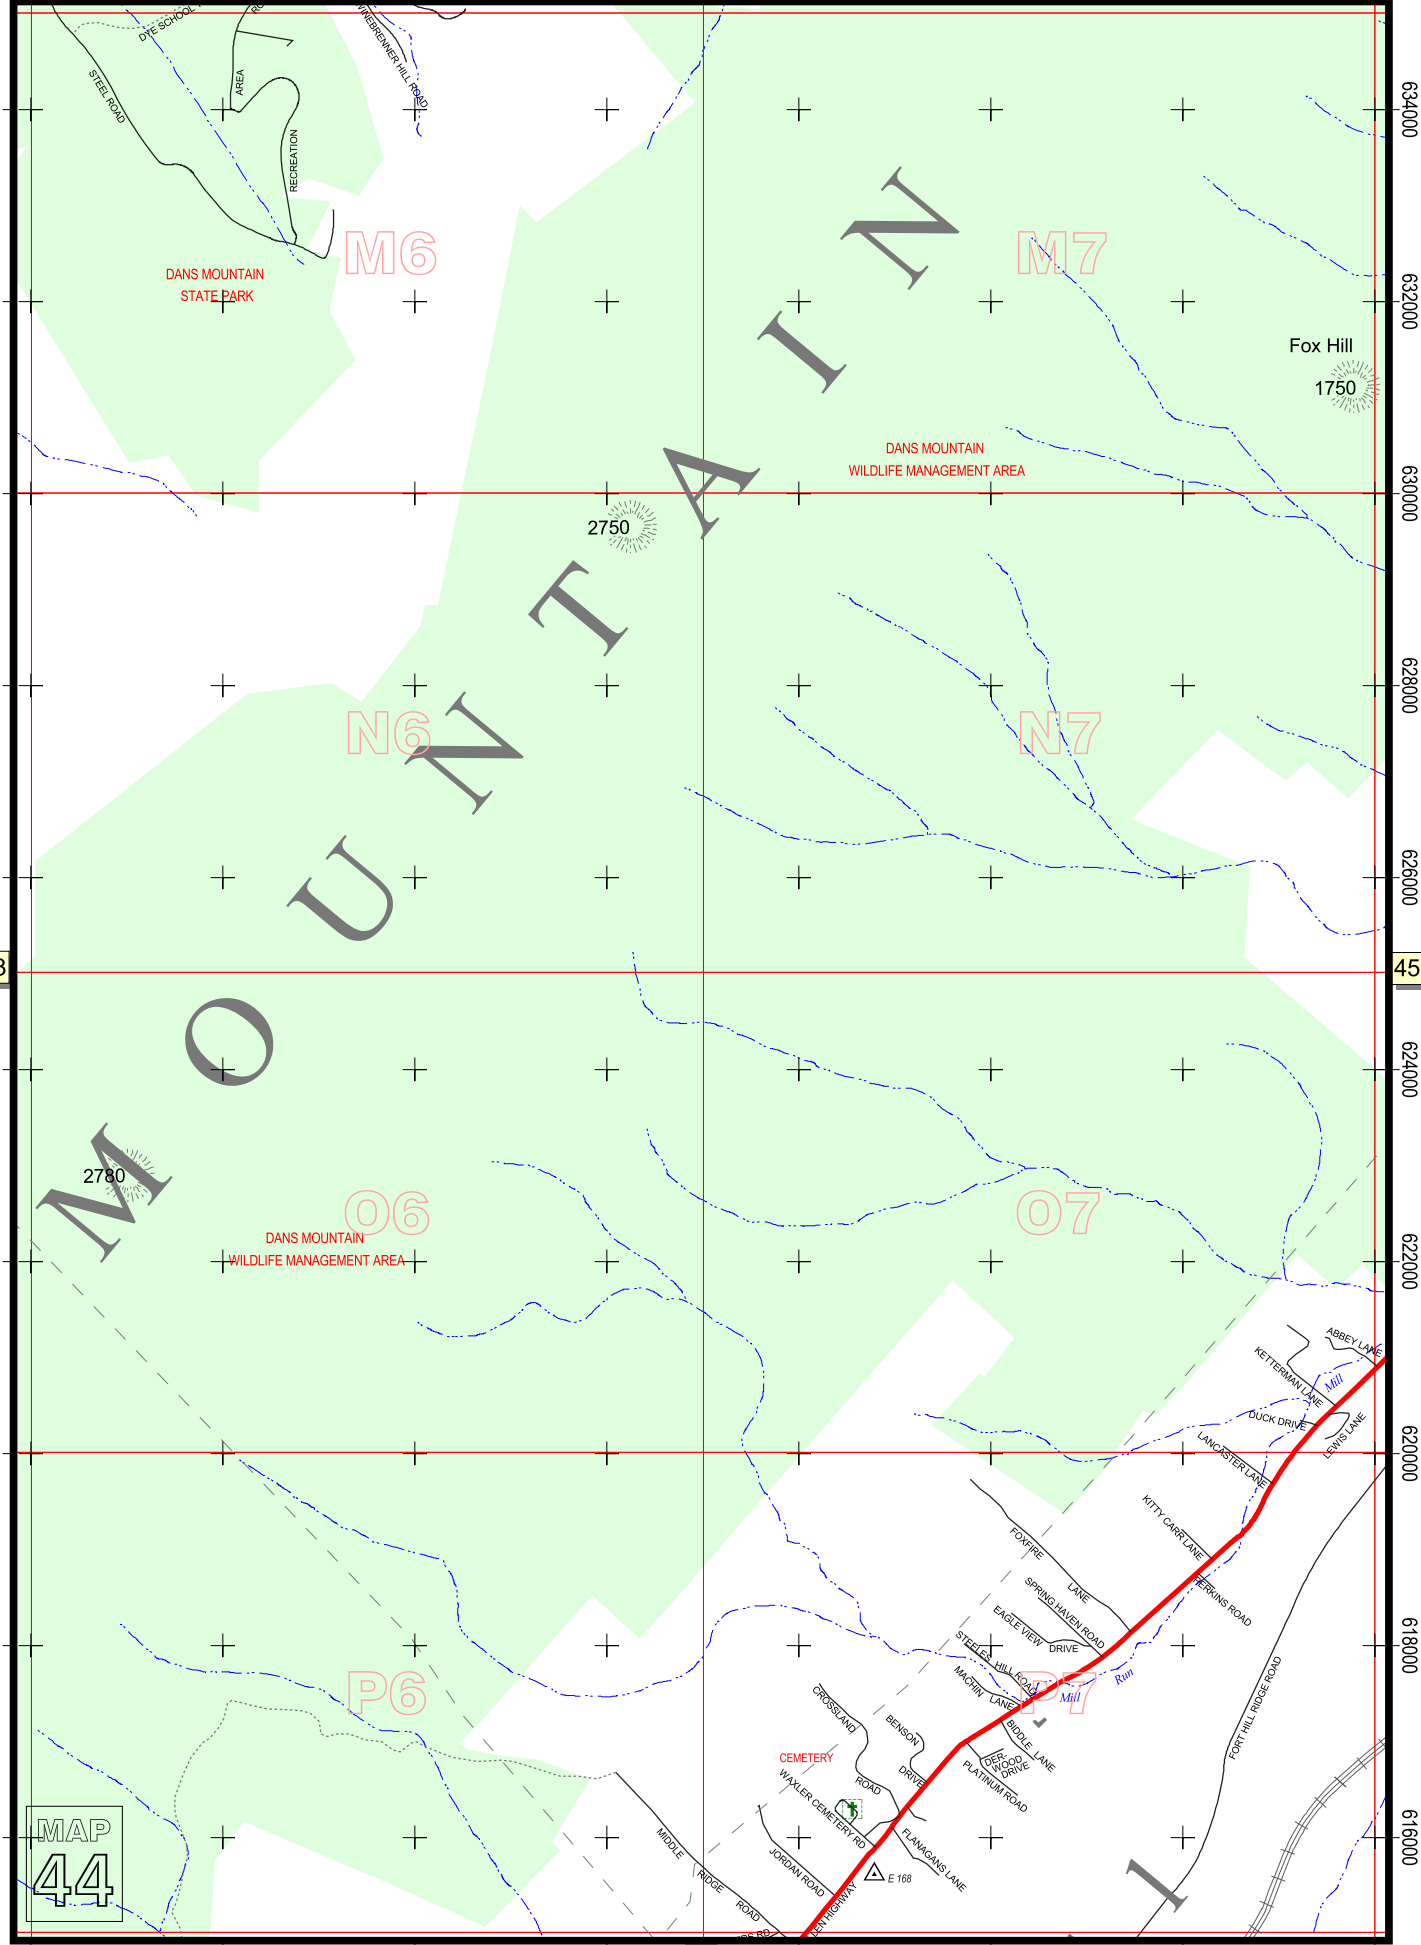 DYE SCHOOL
STEEL ROAD
AREA
RECREATION
WINEBRENNER HILL ROAD
634000
M6
M7
DANS MOUNTAIN
STATE PARK
632000
Fox Hill
1750
DANS MOUNTAIN
WILDLIFE MANAGEMENT AREA
630000
2750
628000
N6
N7
626000
MOUNTAIN
45
624000
2780
O6
O7
DANS MOUNTAIN
WILDLIFE MANAGEMENT AREA
622000
ABBEY LANE
KETTERMAN LANE
Mill
DUCK DRIVE
LEWIS LANE
LANCASTER LANE
620000
KITTY CARR LANE
FOXFIRE
LANE
PERKINS ROAD
SPRING HAVEN ROAD
EAGLE VIEW
DRIVE
618000
STEELES HILL ROAD
MACHIN LANE
P6
P7
Mill
Run
FORT HILL RIDGE ROAD
CROSSLAND
ROAD
BENSON
DRIVE
BIDDLE LANE
DER-
WOOD
DRIVE
PLATINUM ROAD
CEMETERY
WAXLER CEMETERY RD
MAP
44
616000
MIDDLE RIDGE ROAD
JORDAN ROAD
FLANAGANS LANE
E 168
HIGHWAY
RD